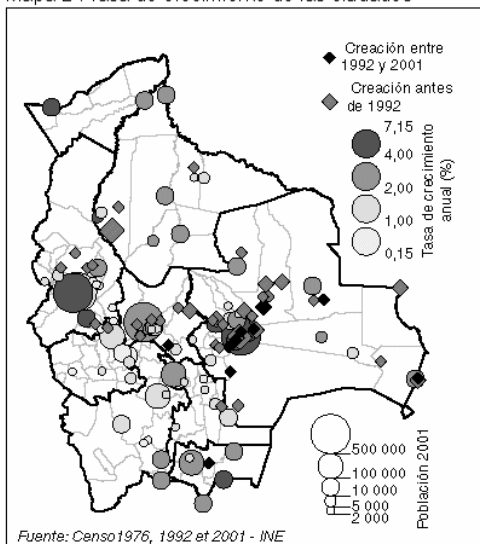 Creación entre
1992 y 2001
Creación antes
de 1992
7,15
4,00
2,00
1,00
0,15
Tasa de crecimiento
anual (%)
500 000
100 000
10 000
5 000
2 000
Población 2001
Fuente: Censo1976, 1992 et 2001 - INE